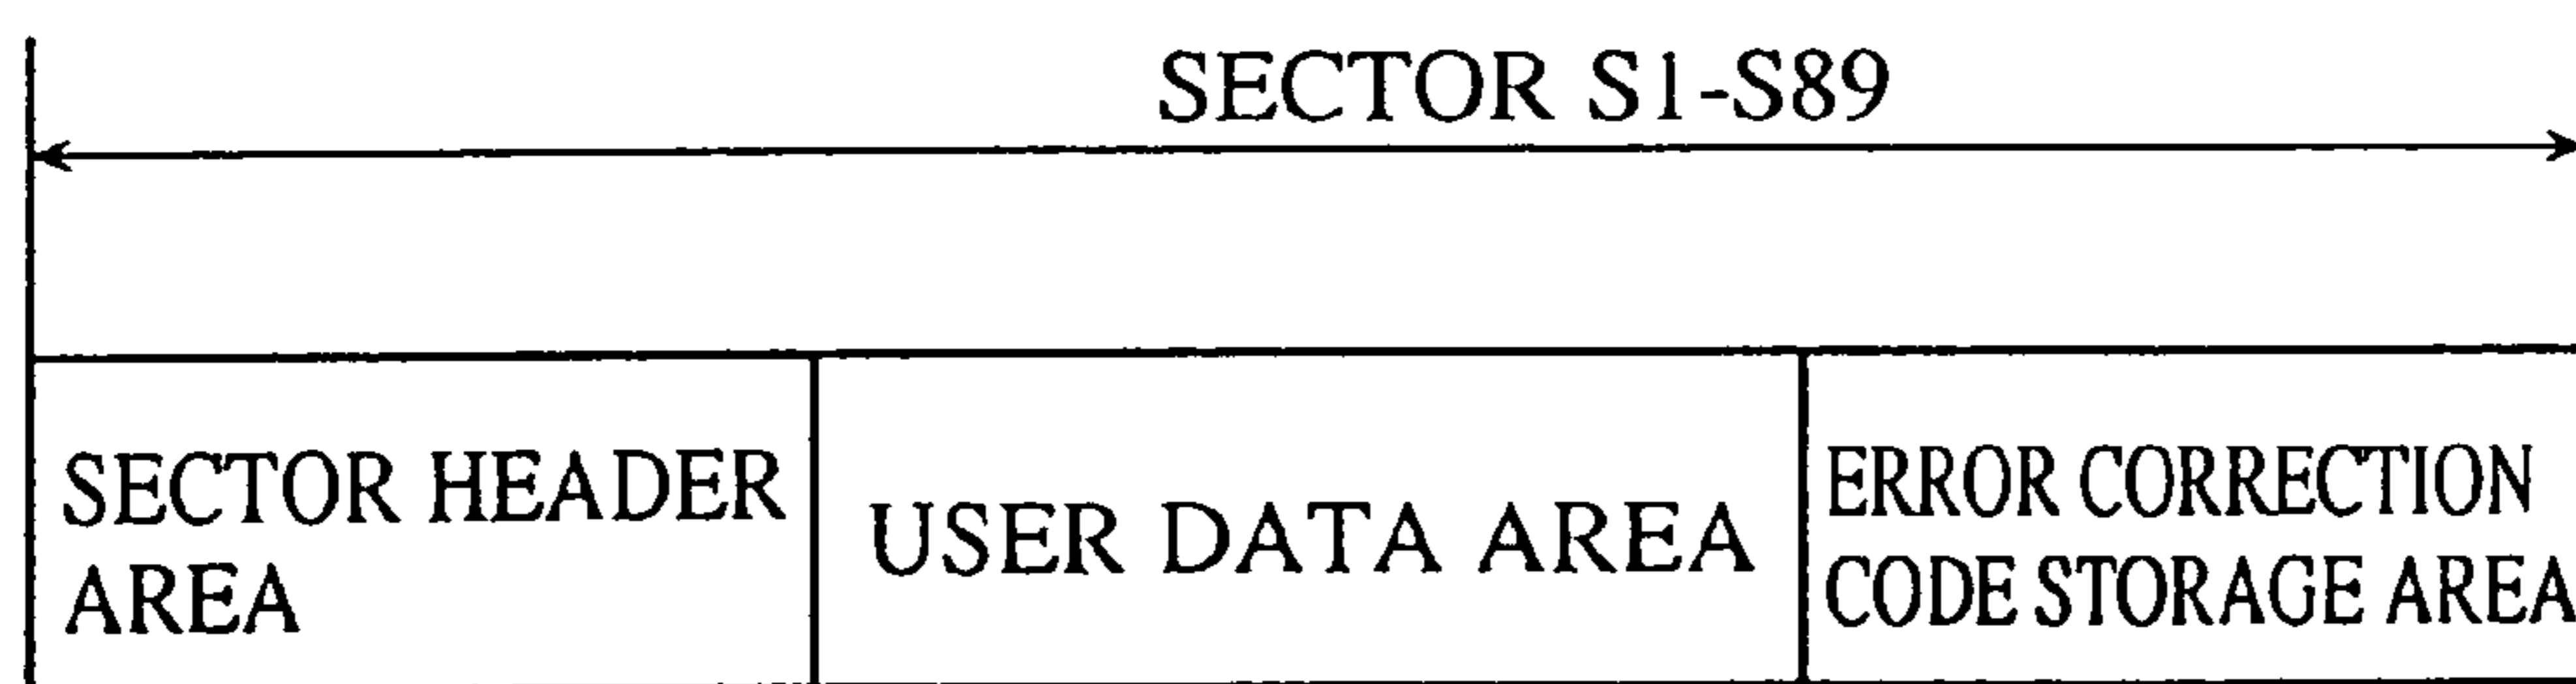 SECTOR S1-S89
SECTOR HEADER
AREA
USER DATA AREA
ERROR CORRECTION
CODE STORAGE AREA